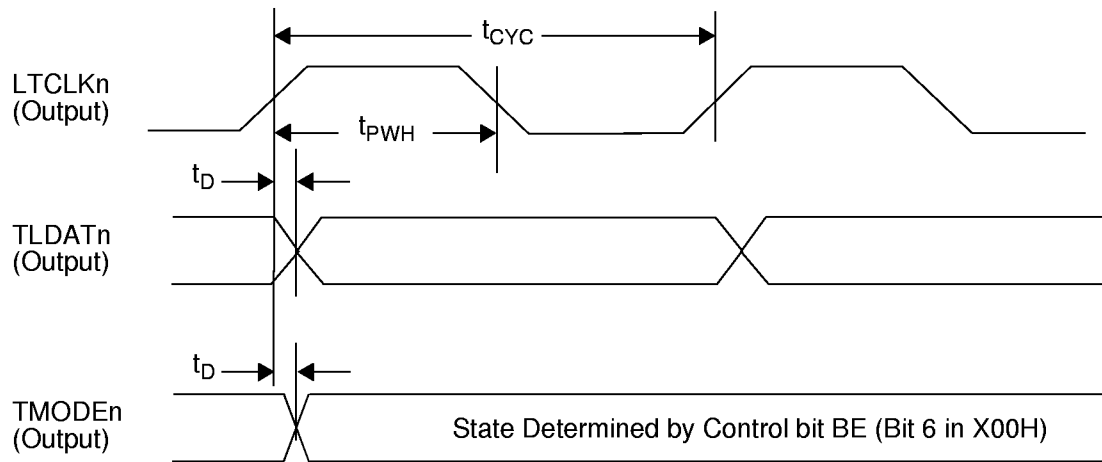 tCYC
LTCLKn
(Output)
tPWH
tD
TLDATn
(Output)
tD
TMODEn
(Output)
State Determined by Control bit BE (Bit 6 in X00H)